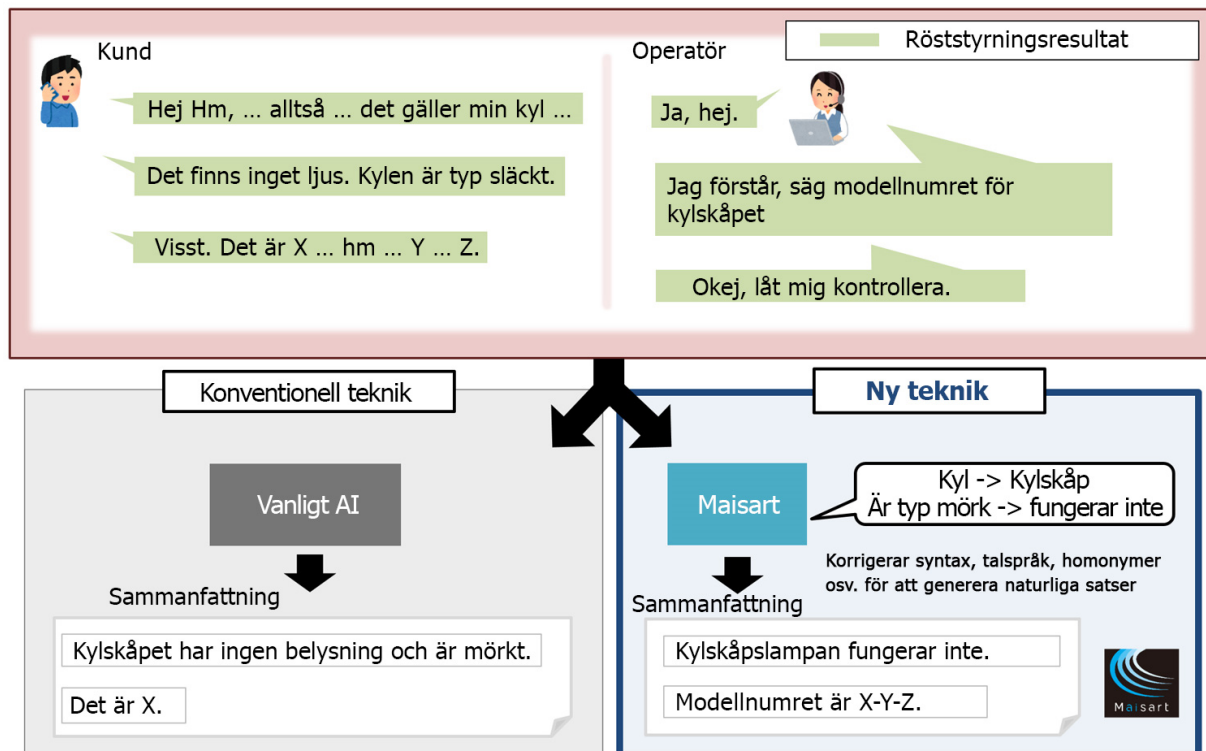 Kund
Operatör
Röststyrningsresultat
Hej Hm, ... alltså ... det gäller min kyl ...
Ja, hej.
Det finns inget ljus. Kylen är typ släckt.
Jag förstår, säg modellnumret för
kylskåpet
Visst. Det är X ... hm ... Y ... Z.
Okej, låt mig kontrollera.
Konventionell teknik
Vanligt AI
Sammanfattning
Kylskåpet har ingen belysning och är mörkt.
Det är X.
Ny teknik
Maisart
Kyl -> Kylskåp
Är typ mörk -> fungerar inte
Korrigerar syntax, talspråk, homonymer
osv. för att generera naturliga satser
Sammanfattning
Kylskåpslampan fungerar inte.
Modellnumret är X-Y-Z.
Maisart